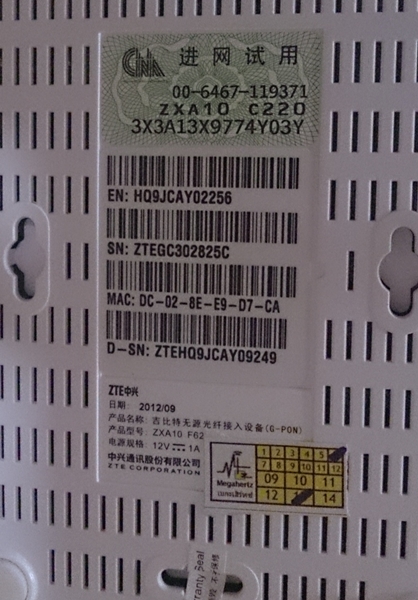 CNA 进网试用
00-6467-119371
ZXA10 C220
3X3A13X9774Y03Y
EN: HQ9JCAY02256
SN: ZTEGC302825C
MAC: DC-02-8E-E9-D7-CA
D-SN: ZTEHQ9JCAY09249
ZTE中兴
日期: 2012/09
产品名称: 吉比特无源光纤接入设备(G-PON)
产品型号: ZXA10 F62
电源规格: 12V 1A
中兴通讯股份有限公司
ZTE CORPORATION
Megahertz
1 2 3 4 5
7 8 9 10 11 12
09 10 11
12 14